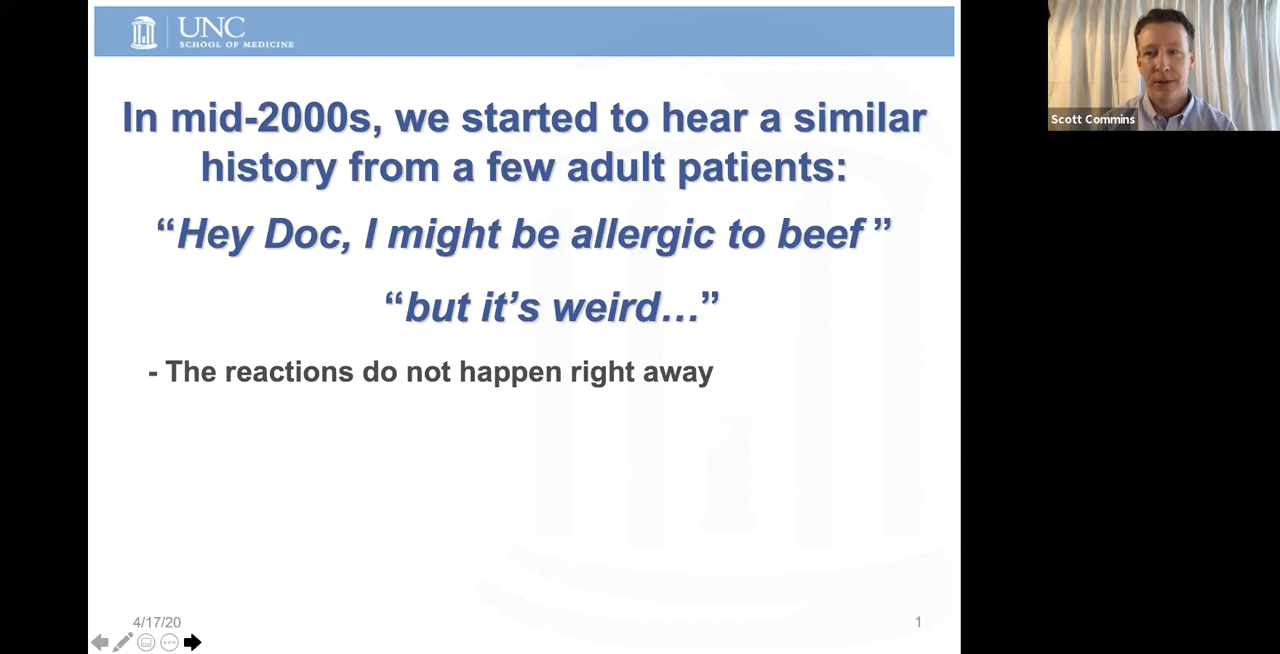 UNC
SCHOOL OF MEDICINE
Scott Commins
In mid-2000s, we started to hear a similar
history from a few adult patients:
“Hey Doc, I might be allergic to beef ”
“but it’s weird…”
- The reactions do not happen right away
4/17/20
1